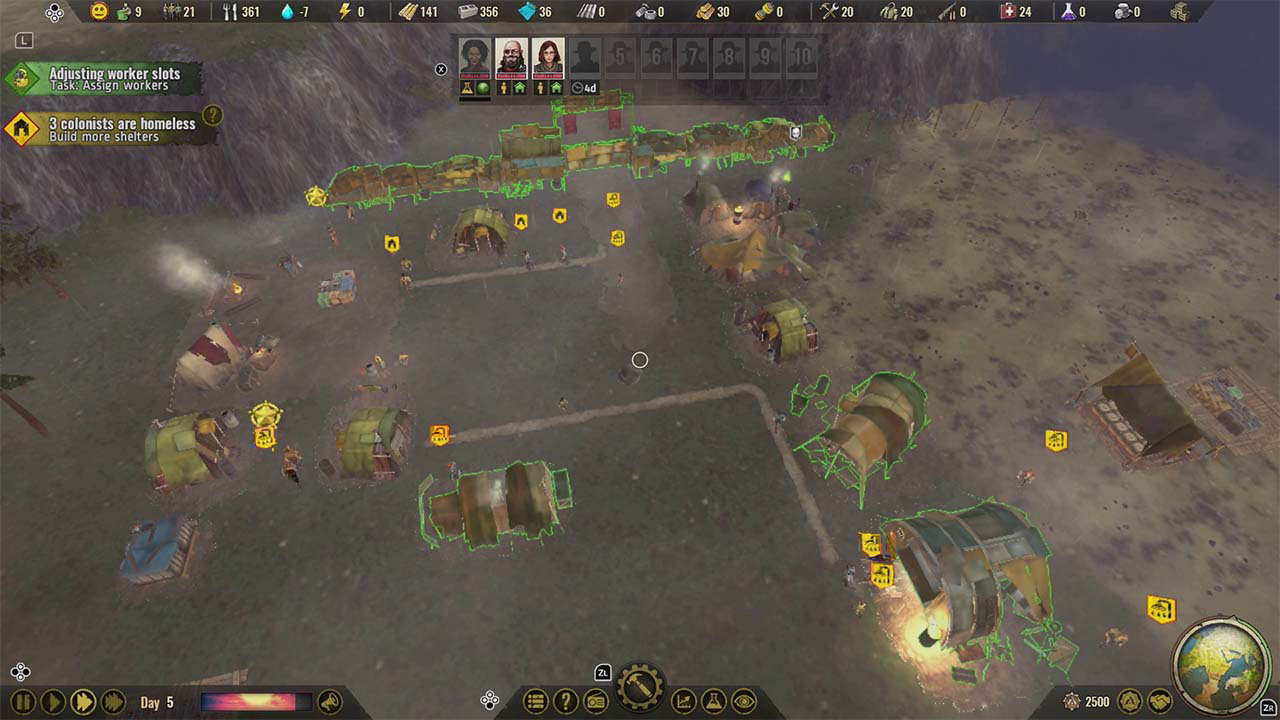 9 21 361 -7 0 141 356 36 0 0 30 0 20 20 0 24 0 0
L
X
5 6 7 8 9 10
4d
Adjusting worker slots
Task: Assign workers
3 colonists are homeless
Build more shelters
?
ZL
Day 5
?
2500
ZR